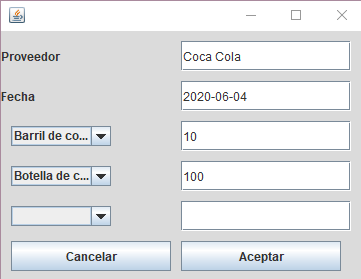 Proveedor Coca Cola
Fecha 2020-06-04
Barril de co... 10
Botella de c... 100
Cancelar Aceptar